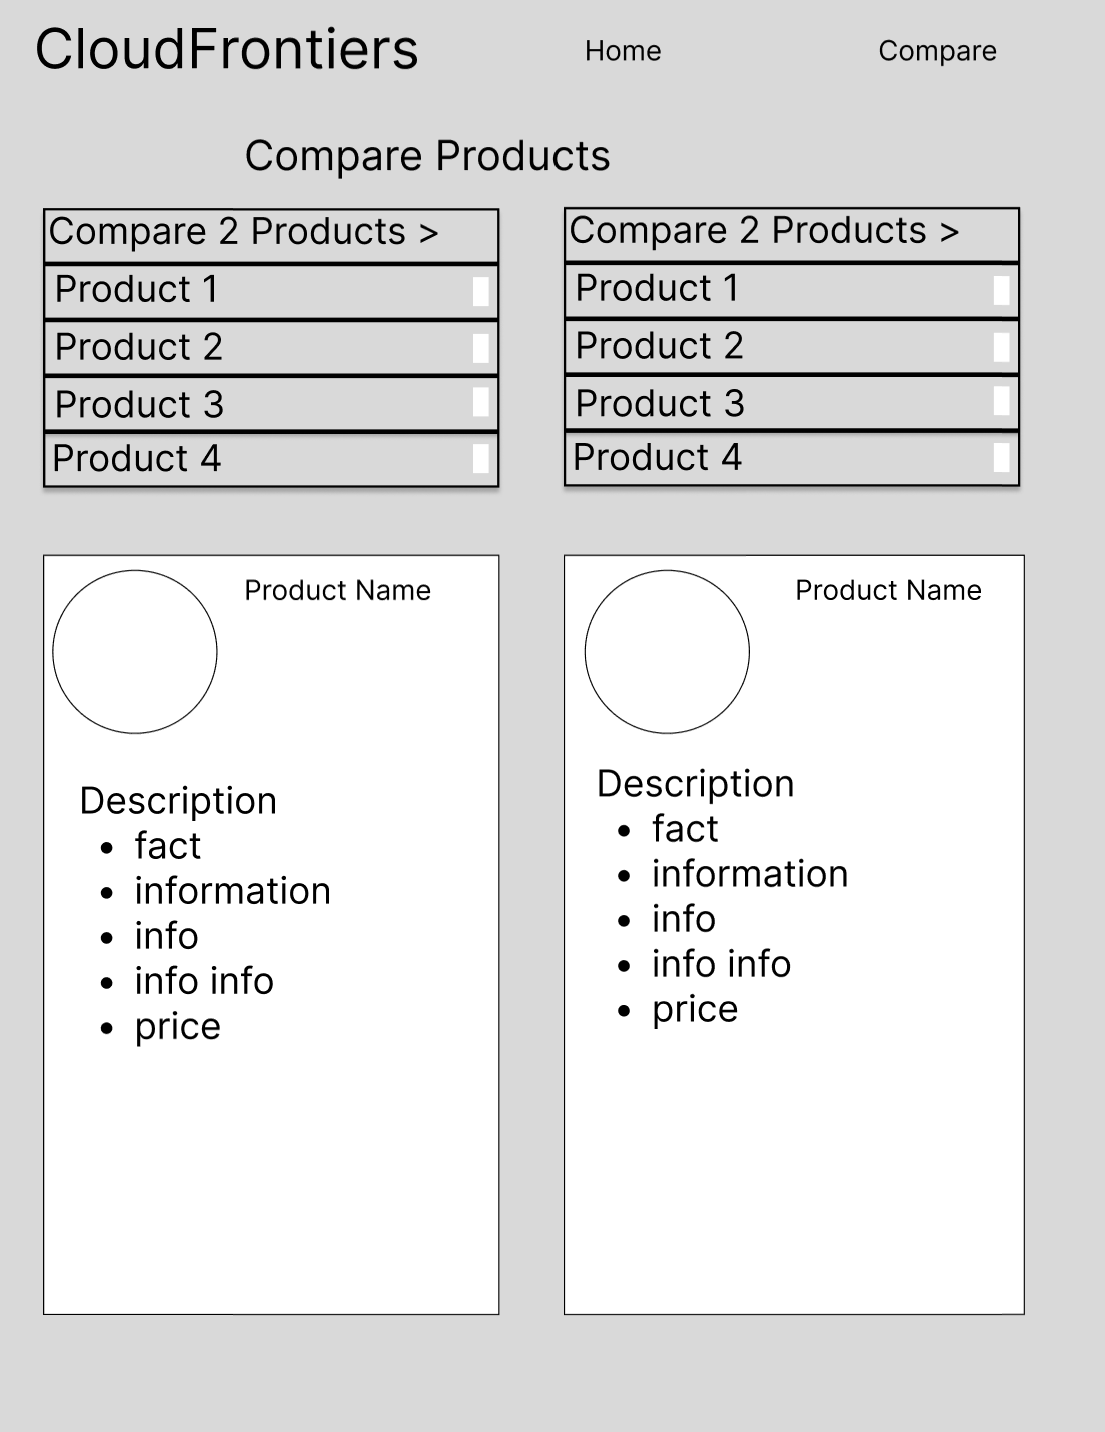 CloudFrontiers
Home
Compare
Compare Products
Compare 2 Products >
Product 1
Product 2
Product 3
Product 4
Compare 2 Products >
Product 1
Product 2
Product 3
Product 4
Product Name
Description
• fact
• information
• info
• info info
• price
Product Name
Description
• fact
• information
• info
• info info
• price